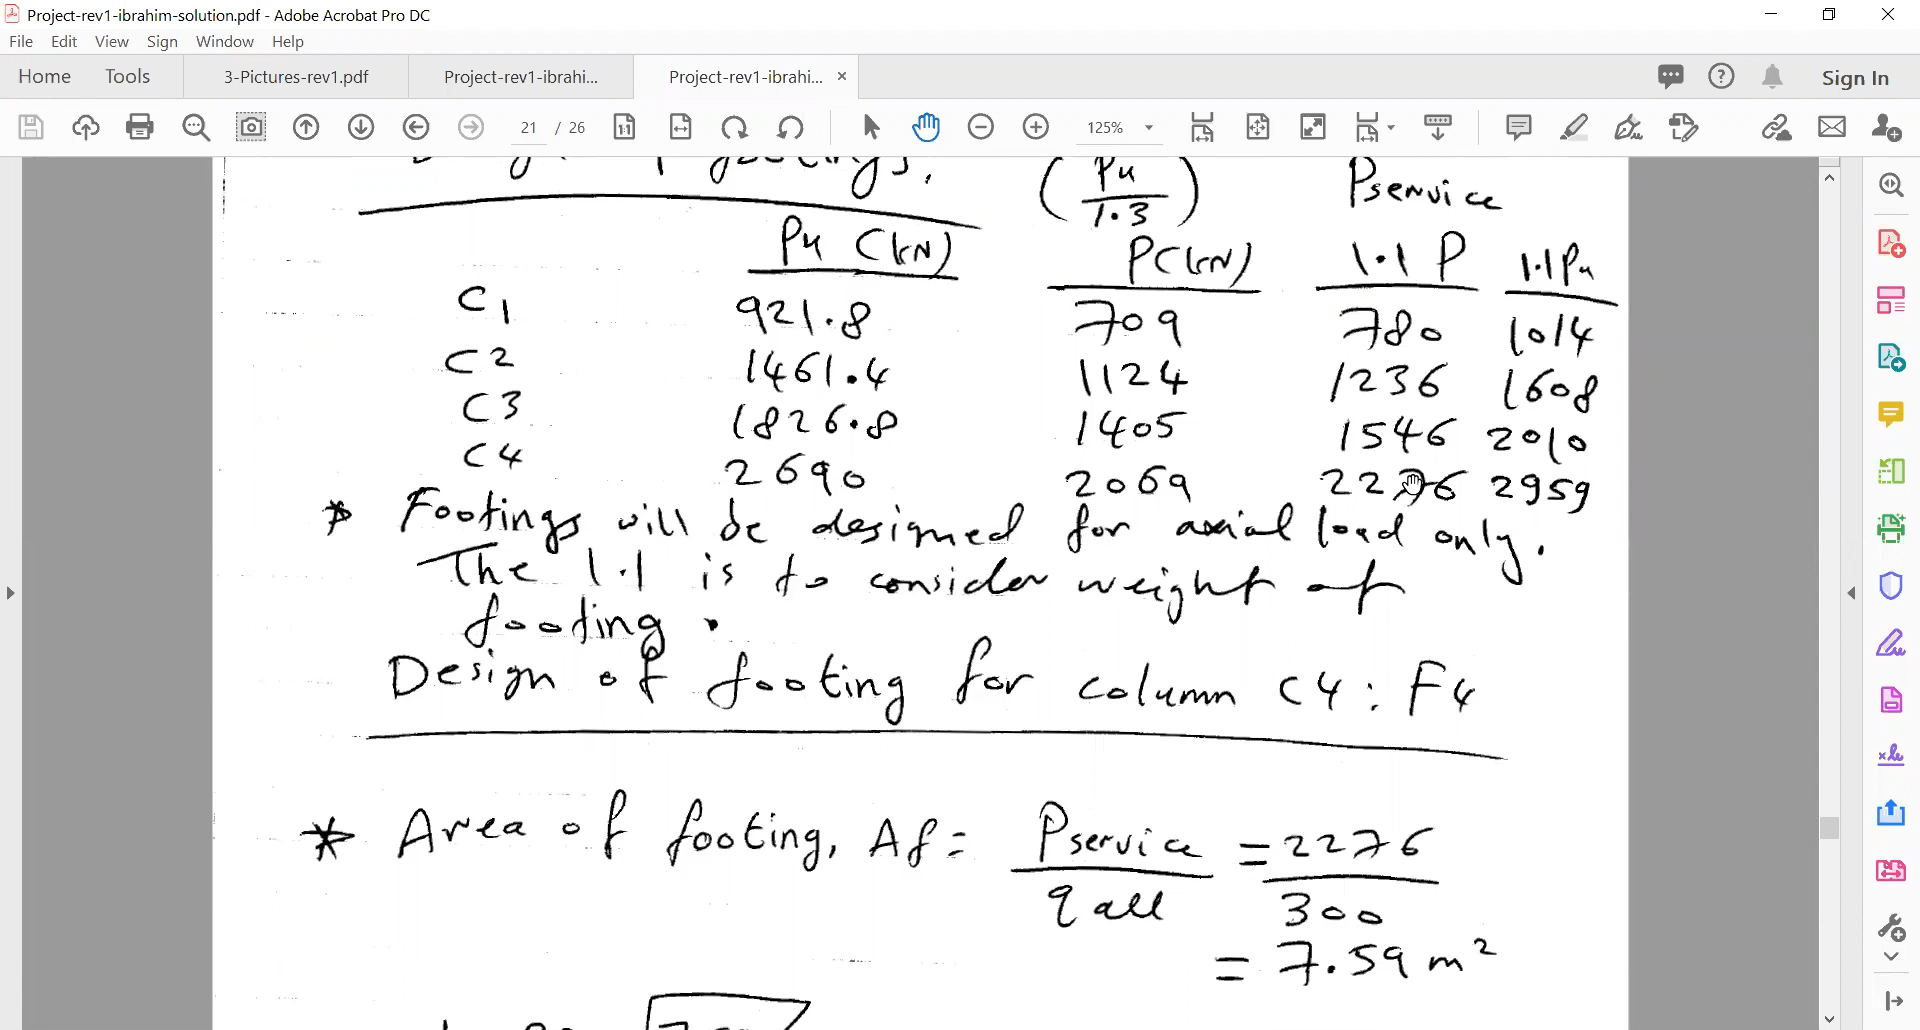 Project-rev1-ibrahim-solution.pdf - Adobe Acrobat Pro DC
File Edit View Sign Window Help
Home Tools 3-Pictures-rev1.pdf Project-rev1-ibrahi... Project-rev1-ibrahi... × Sign In
21 / 26 125%
(Pu/1.3) Pservice
Pu (kN) P(kN) 1.1 P 1.1Pu
C1 921.8 709 780 1014
C2 1461.4 1124 1236 1608
C3 1826.8 1405 1546 2010
C4 2690 2069 2276 2959
* Footings will be designed for axial load only.
The 1.1 is to consider weight of
footing.
Design of footing for column C4: F4
* Area of footing, Af = Pservice / q all = 2276 / 300
= 7.59 m²